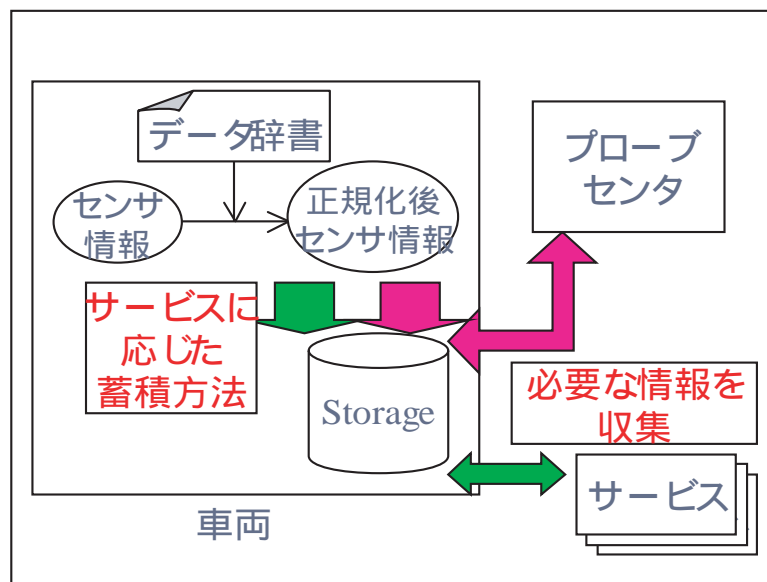 データ辞書
センサ
情報
正規化後
センサ情報
プローブ
センタ
サービスに
応じた
蓄積方法
Storage
必要な情報を
収集
サービス
車両